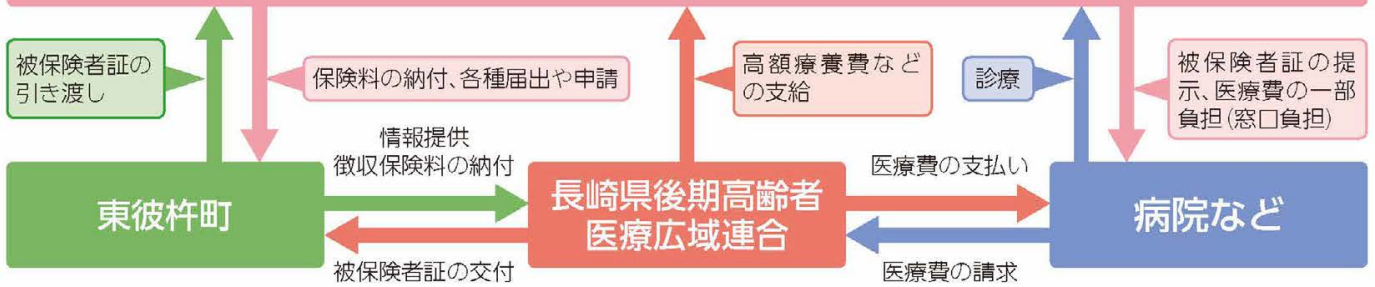 被保険者証の
引き渡し
保険料の納付、各種届出や申請
高額療養費など
の支給
診療
被保険者証の提
示、医療費の一部
負担(窓口負担)
情報提供
徴収保険料の納付
医療費の支払い
東彼杵町
長崎県後期高齢者
医療広域連合
病院など
被保険者証の交付
医療費の請求